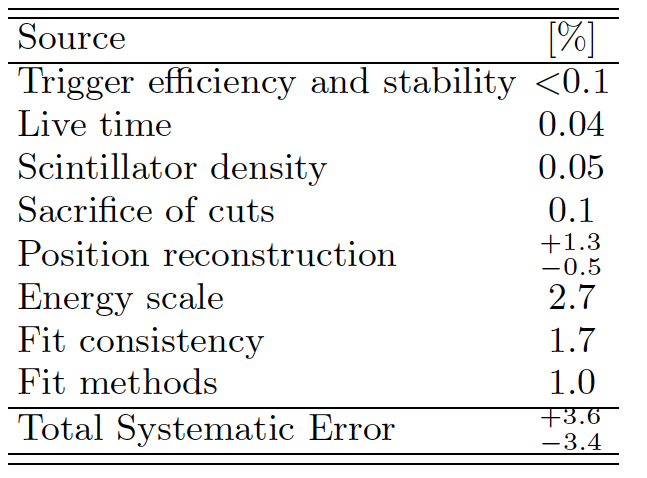 Source [%]
Trigger efficiency and stability <0.1
Live time 0.04
Scintillator density 0.05
Sacrifice of cuts 0.1
Position reconstruction +1.3 −0.5
Energy scale 2.7
Fit consistency 1.7
Fit methods 1.0
Total Systematic Error +3.6 −3.4